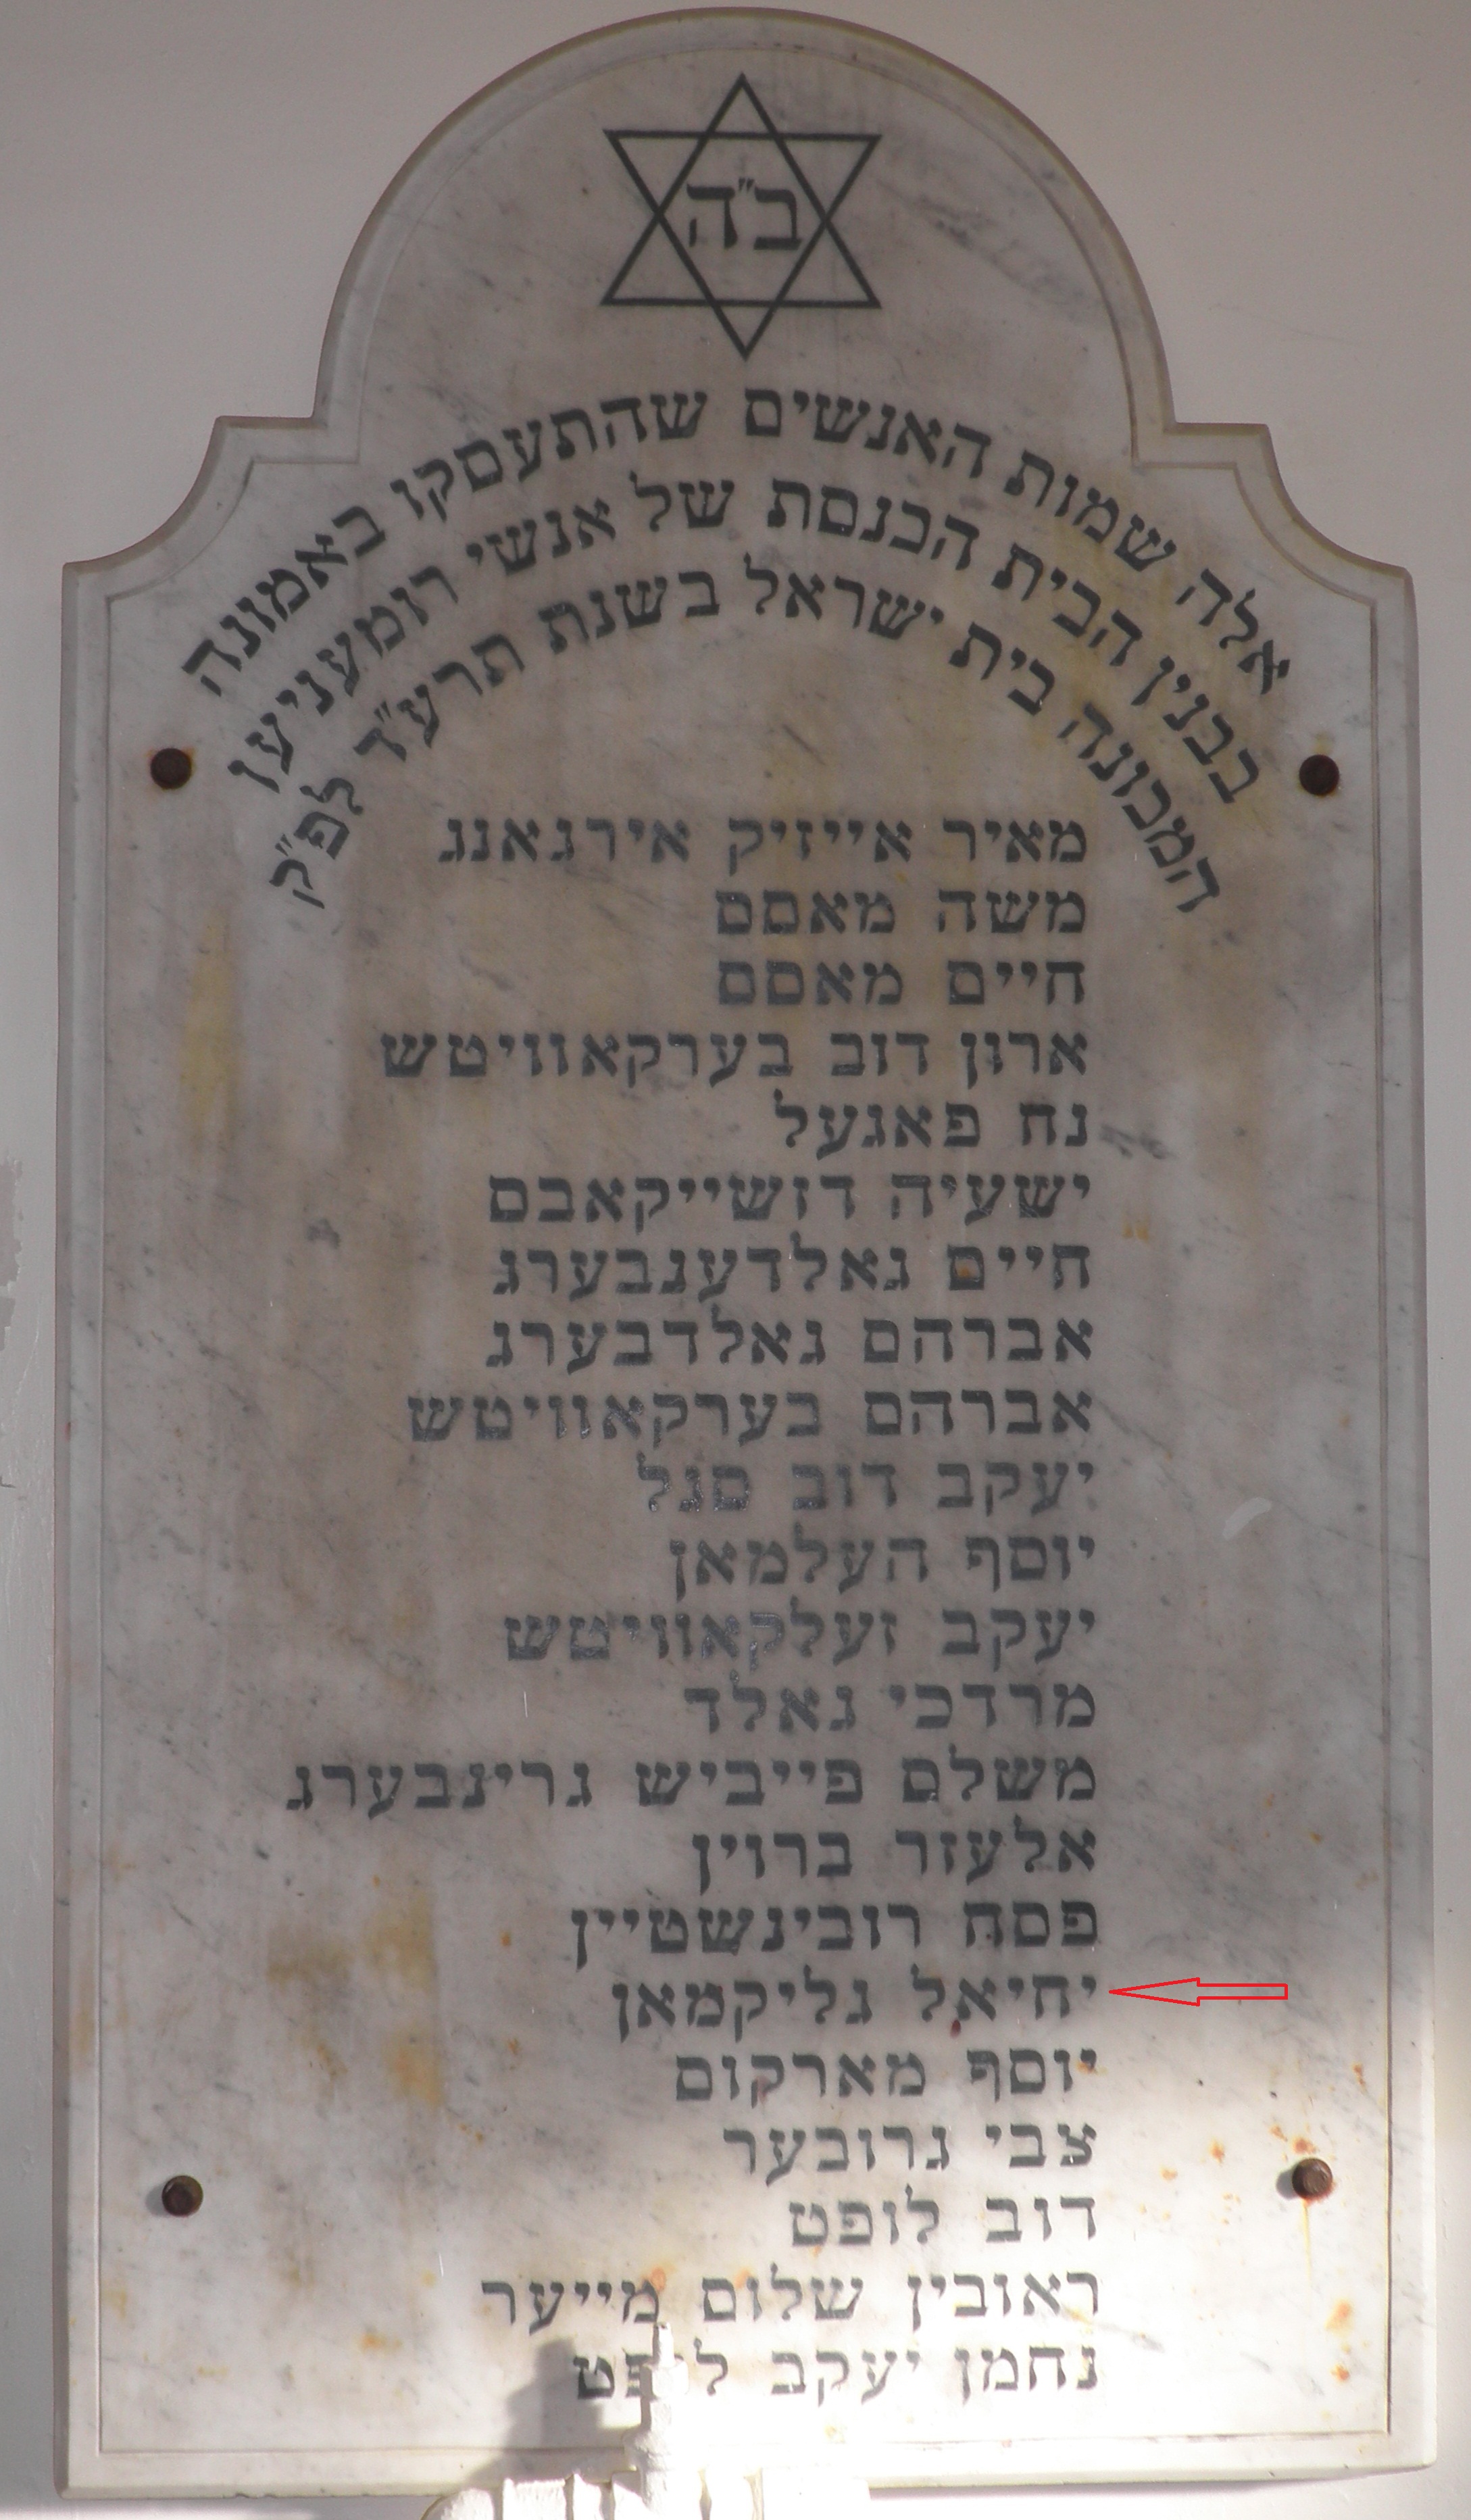 ב"ה
אלה שמות האנשים שהתעסקו באמונה
בבנין הבית הכנסת של אנשי רומעניען
המכונה בית ישראל בשנת תרע"ד לפ"ק
מאיר אייזיק אירגאנג
משה מאסס
חיים מאסס
ארון דוב בערקאוויטש
נח פאגעל
ישעיה דזשייקאבס
חיים גאלדענבערג
אברהם גאלדבערג
אברהם בערקאוויטש
יעקב דוב סגל
יוסף העלמאן
יעקב זעלקאוויטש
מרדכי גאלד
משלם פייביש גרינבערג
אלעזר ברוין
פסח רובינשטיין
יחיאל גליקמאן
יוסף מארקוס
צבי גרובער
דוב לופט
ראובין שלום מייער
נחמן יעקב לופט